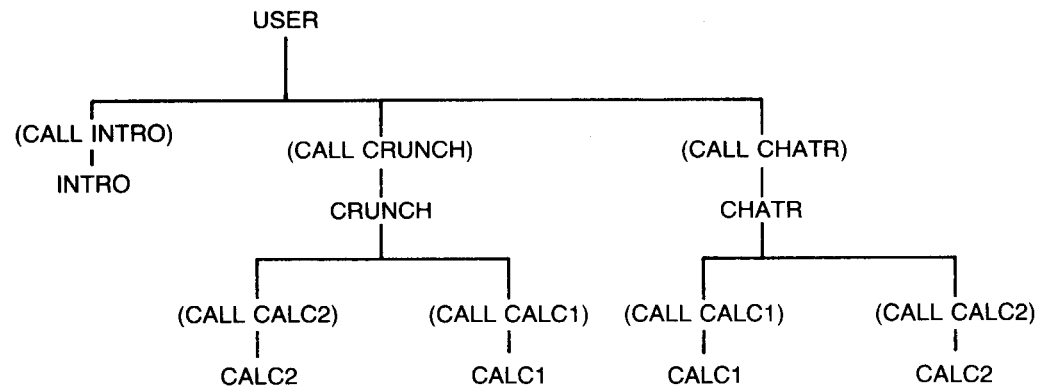 USER
(CALL INTRO)
(CALL CRUNCH)
(CALL CHATR)
INTRO
CRUNCH
CHATR
(CALL CALC2)
(CALL CALC1)
(CALL CALC1)
(CALL CALC2)
CALC2
CALC1
CALC1
CALC2